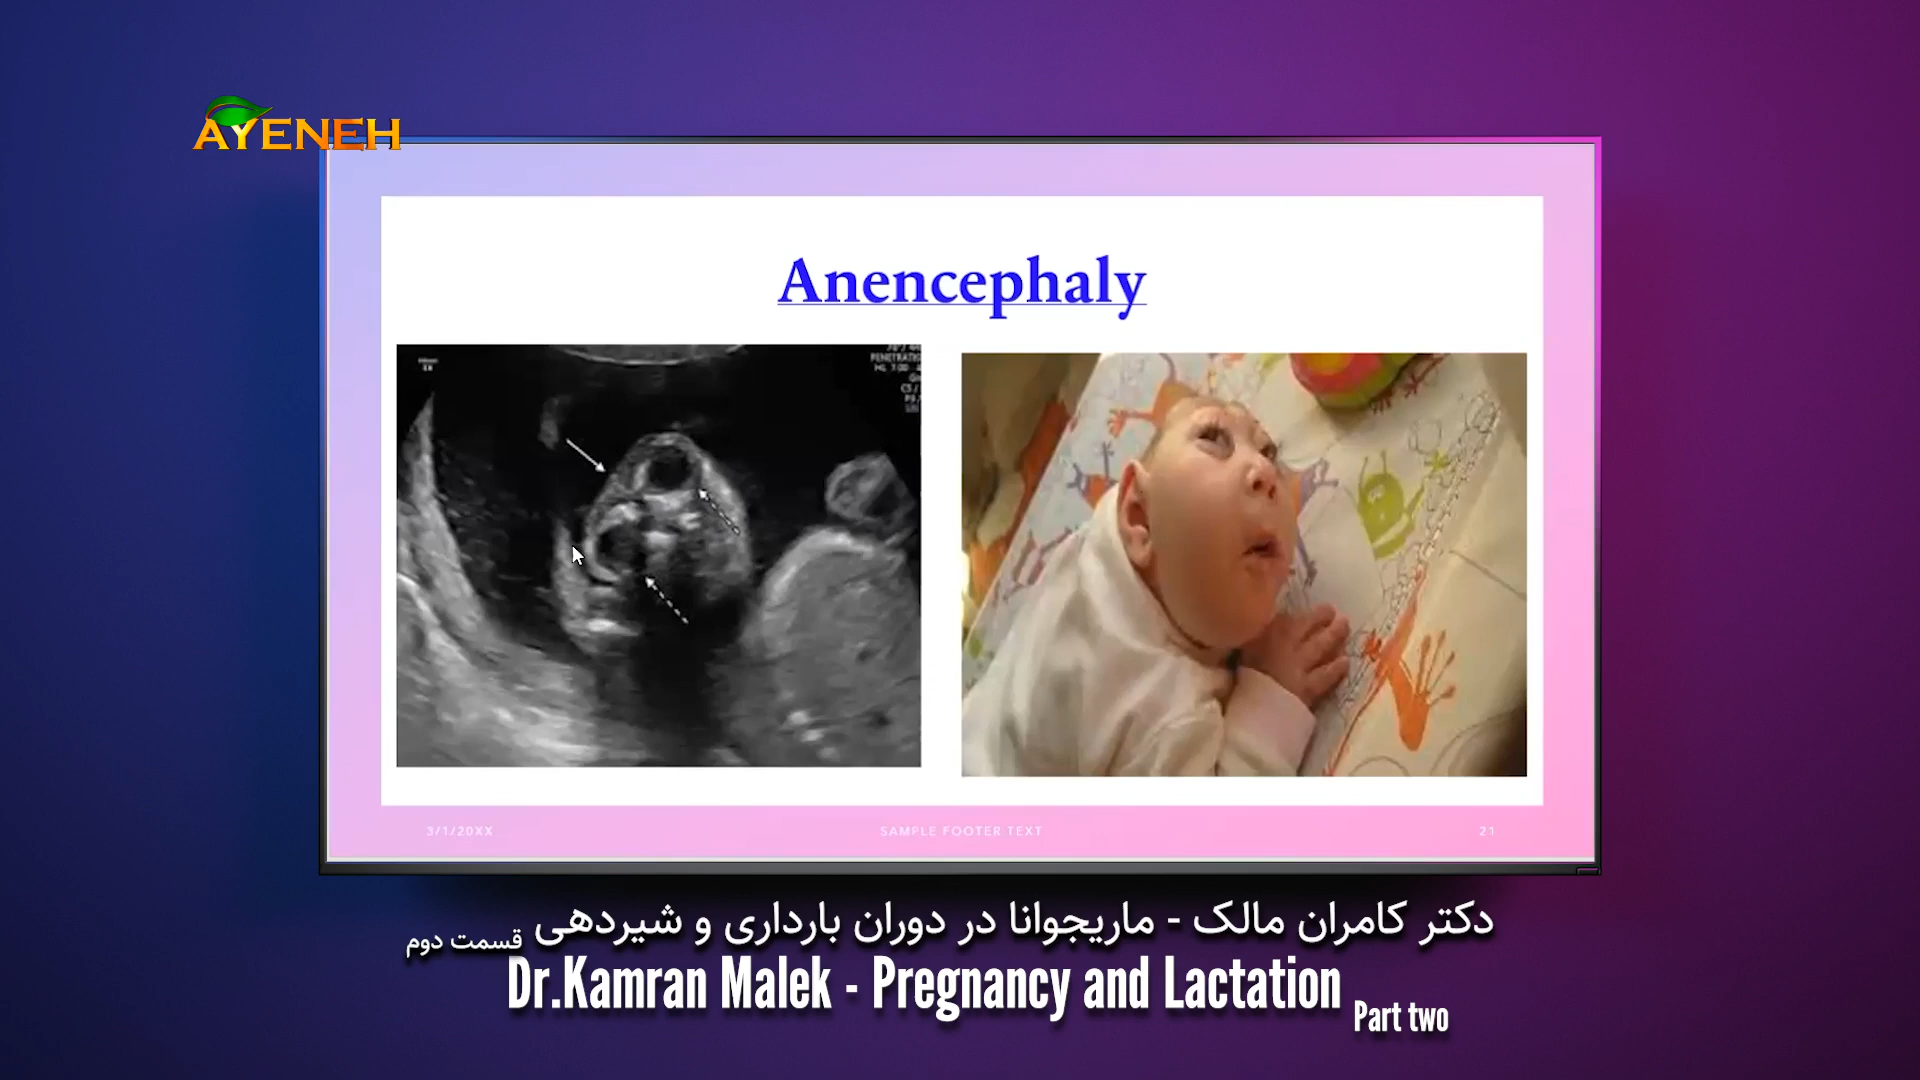 AYENEH
Anencephaly
3/1/20XX
SAMPLE FOOTER TEXT
21
دکتر کامران مالک - ماریجوانا در دوران بارداری و شیردهی قسمت دوم
Dr.Kamran Malek - Pregnancy and Lactation Part two